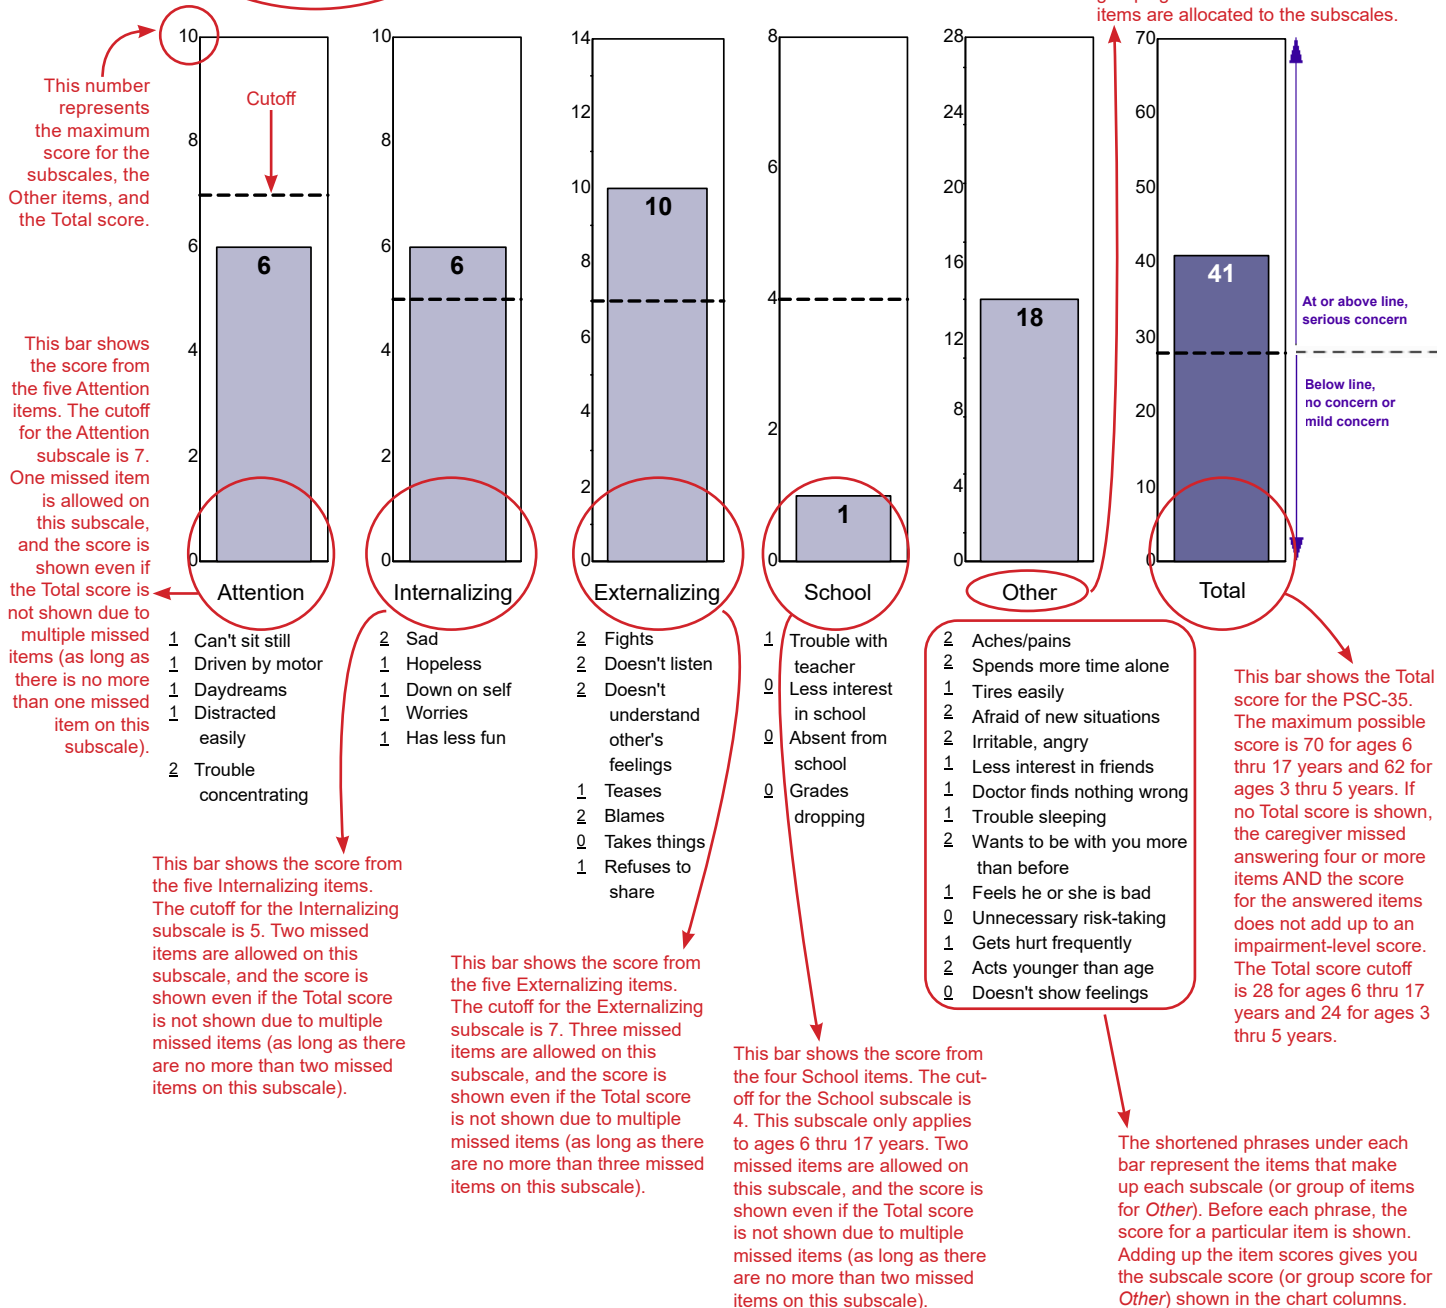 items are allocated to the subscales.
10
8
6
4
2
0
10
8
6
4
2
0
14
12
10
8
6
4
2
0
8
6
4
2
0
28
24
20
16
12
8
4
0
70
60
50
40
30
20
10
0
This number
represents
the maximum
score for the
subscales, the
Other items, and
the Total score.
Cutoff
6
6
10
1
18
41
At or above line,
serious concern
Below line,
no concern or
mild concern
This bar shows
the score from
the five Attention
items. The cutoff
for the Attention
subscale is 7.
One missed item
is allowed on
this subscale,
and the score is
shown even if
the Total score is
not shown due to
multiple missed
items (as long as
there is no more
than one missed
item on this
subscale).
Attention
1 Can't sit still
1 Driven by motor
1 Daydreams
1 Distracted
easily
2 Trouble
concentrating
Internalizing
2 Sad
1 Hopeless
1 Down on self
1 Worries
1 Has less fun
Externalizing
2 Fights
2 Doesn't listen
2 Doesn't
understand
other's
feelings
1 Teases
2 Blames
0 Takes things
1 Refuses to
share
School
1 Trouble with
teacher
0 Less interest
in school
0 Absent from
school
0 Grades
dropping
Other
2 Aches/pains
2 Spends more time alone
1 Tires easily
2 Afraid of new situations
2 Irritable, angry
1 Less interest in friends
1 Doctor finds nothing wrong
1 Trouble sleeping
2 Wants to be with you more
than before
1 Feels he or she is bad
0 Unnecessary risk-taking
1 Gets hurt frequently
2 Acts younger than age
0 Doesn't show feelings
Total
This bar shows the Total
score for the PSC-35.
The maximum possible
score is 70 for ages 6
thru 17 years and 62 for
ages 3 thru 5 years. If
no Total score is shown,
the caregiver missed
answering four or more
items AND the score
for the answered items
does not add up to an
impairment-level score.
The Total score cutoff
is 28 for ages 6 thru 17
years and 24 for ages 3
thru 5 years.
This bar shows the score from
the five Internalizing items.
The cutoff for the Internalizing
subscale is 5. Two missed
items are allowed on this
subscale, and the score is
shown even if the Total score
is not shown due to multiple
missed items (as long as there
are no more than two missed
items on this subscale).
This bar shows the score from
the five Externalizing items.
The cutoff for the Externalizing
subscale is 7. Three missed
items are allowed on this
subscale, and the score is
shown even if the Total score
is not shown due to multiple
missed items (as long as there
are no more than three missed
items on this subscale).
This bar shows the score from
the four School items. The cut-
off for the School subscale is
4. This subscale only applies
to ages 6 thru 17 years. Two
missed items are allowed on
this subscale, and the score is
shown even if the Total score
is not shown due to multiple
missed items (as long as there
are no more than two missed
items on this subscale).
The shortened phrases under each
bar represent the items that make
up each subscale (or group of items
for Other). Before each phrase, the
score for a particular item is shown.
Adding up the item scores gives you
the subscale score (or group score for
Other) shown in the chart columns.